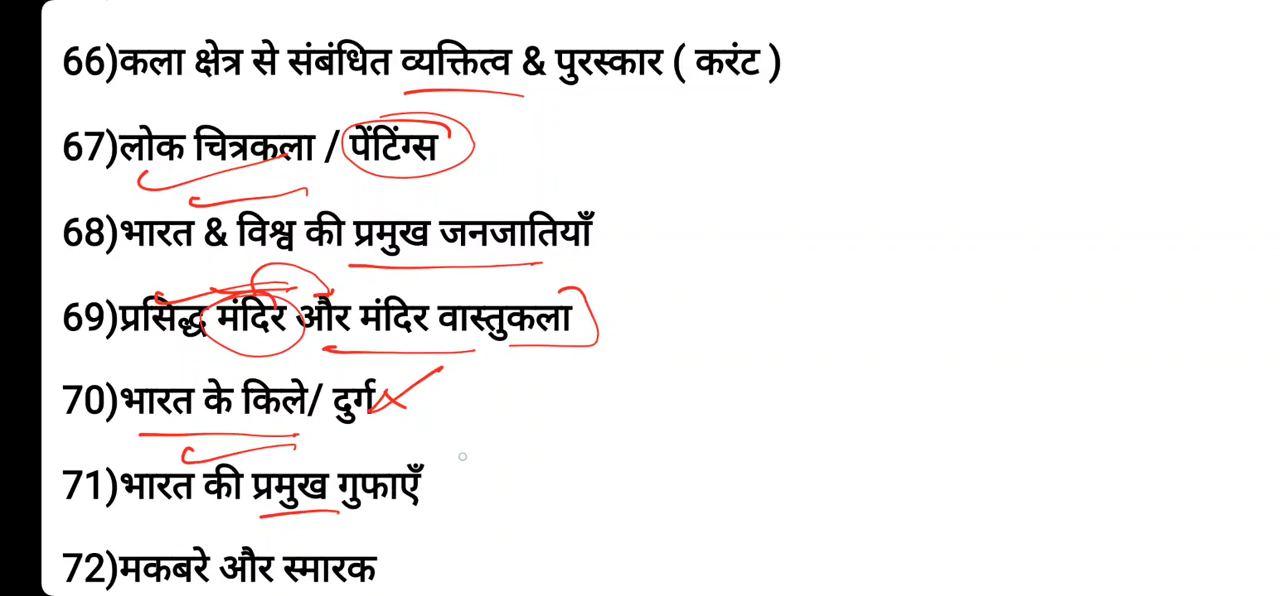 66)कला क्षेत्र से संबंधित व्यक्तित्व & पुरस्कार ( करंट )
67)लोक चित्रकला / पेंटिंग्स
68)भारत & विश्व की प्रमुख जनजातियाँ
69)प्रसिद्ध मंदिर और मंदिर वास्तुकला
70)भारत के किले/ दुर्ग
71)भारत की प्रमुख गुफाएँ
72)मकबरे और स्मारक